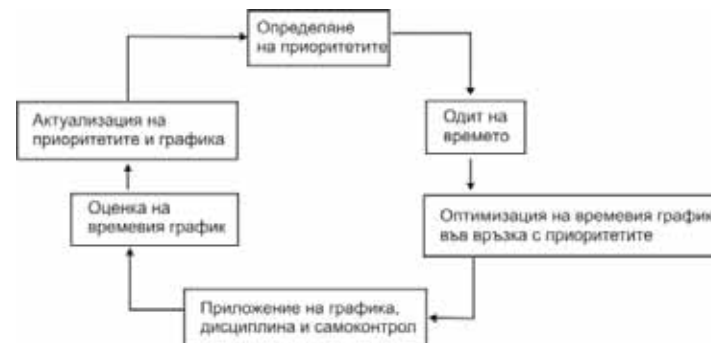 Определяне
на приоритетите
Одит на
времето
Оптимизация на времевия график
във връзка с приоритетите
Приложение на графика,
дисциплина и самоконтрол
Оценка на
времевия график
Актуализация на
приоритетите и графика